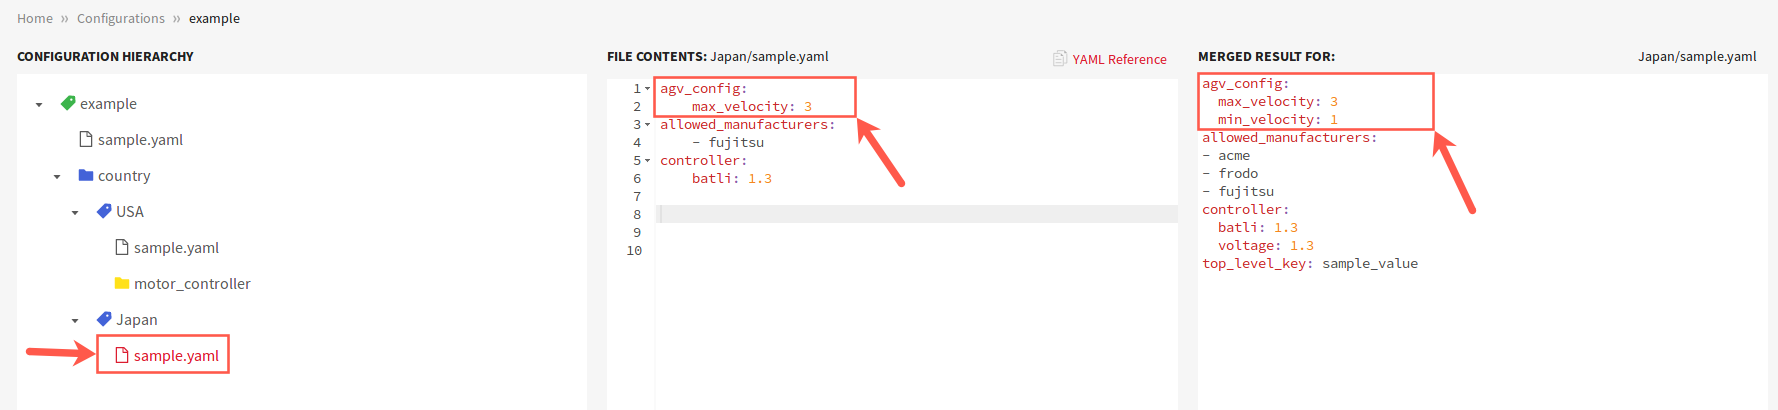 Home » Configurations » example
CONFIGURATION HIERARCHY
example
sample.yaml
country
USA
sample.yaml
motor_controller
Japan
sample.yaml
FILE CONTENTS: Japan/sample.yaml
YAML Reference
1 agv_config:
2 max_velocity: 3
3 allowed_manufacturers:
4 - fujitsu
5 controller:
6 batli: 1.3
7
8
9
10
MERGED RESULT FOR: Japan/sample.yaml
agv_config:
max_velocity: 3
min_velocity: 1
allowed_manufacturers:
- acme
- frodo
- fujitsu
controller:
batli: 1.3
voltage: 1.3
top_level_key: sample_value